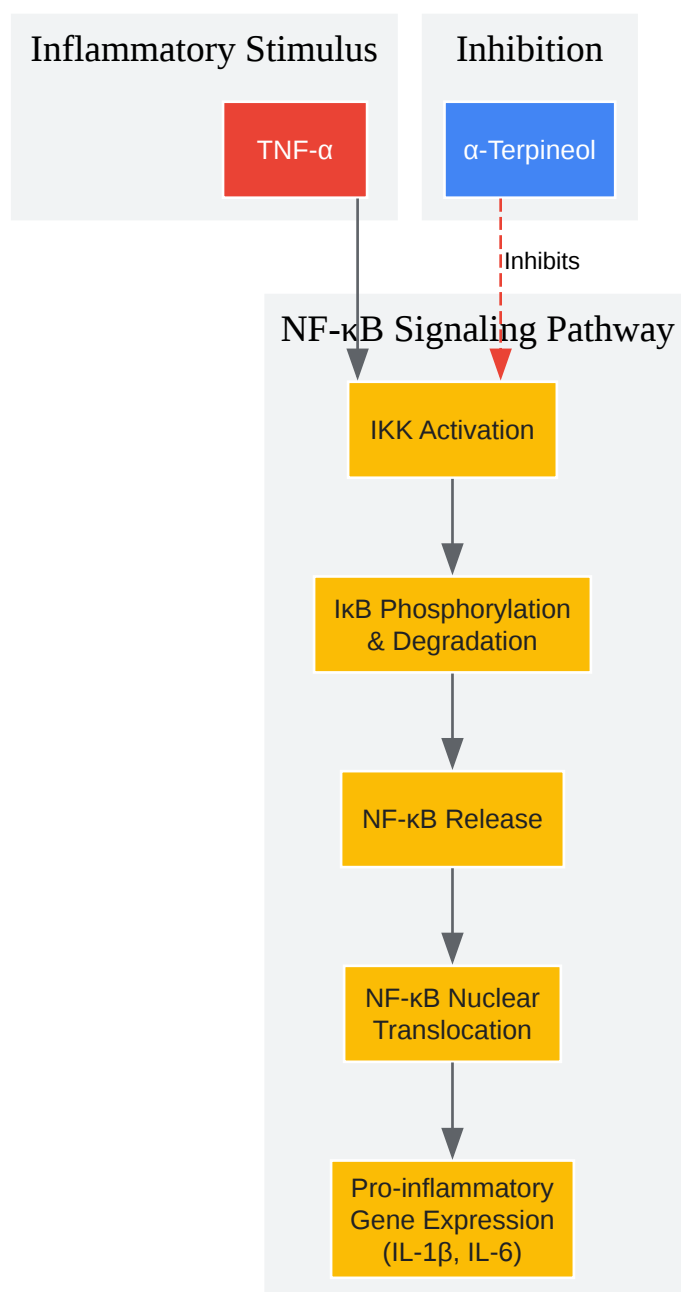 Inflammatory Stimulus
Inhibition
TNF-α
α-Terpineol
Inhibits
NF-κB Signaling Pathway
IKK Activation
IκB Phosphorylation
& Degradation
NF-κB Release
NF-κB Nuclear
Translocation
Pro-inflammatory
Gene Expression
(IL-1β, IL-6)